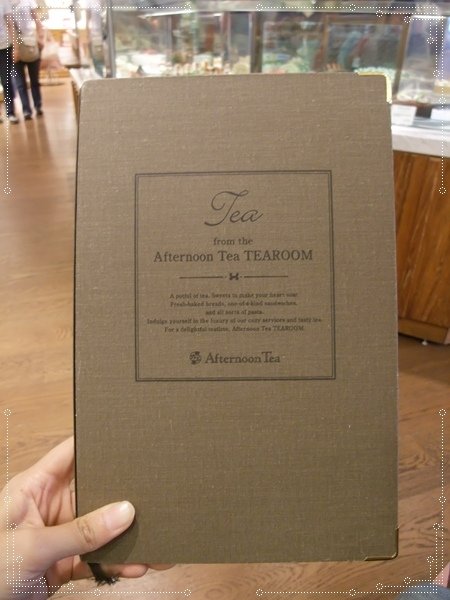 Tea
from the
Afternoon Tea TEAROOM
A potful of tea. Sweets to make your heart soar.
Fresh-baked breads, one-of-a-kind sandwiches,
and all sorts of pasta.
Indulge yourself in the luxury of our cozy services and tasty tea.
For a delightful teatime, Afternoon Tea TEAROOM.
Afternoon Tea